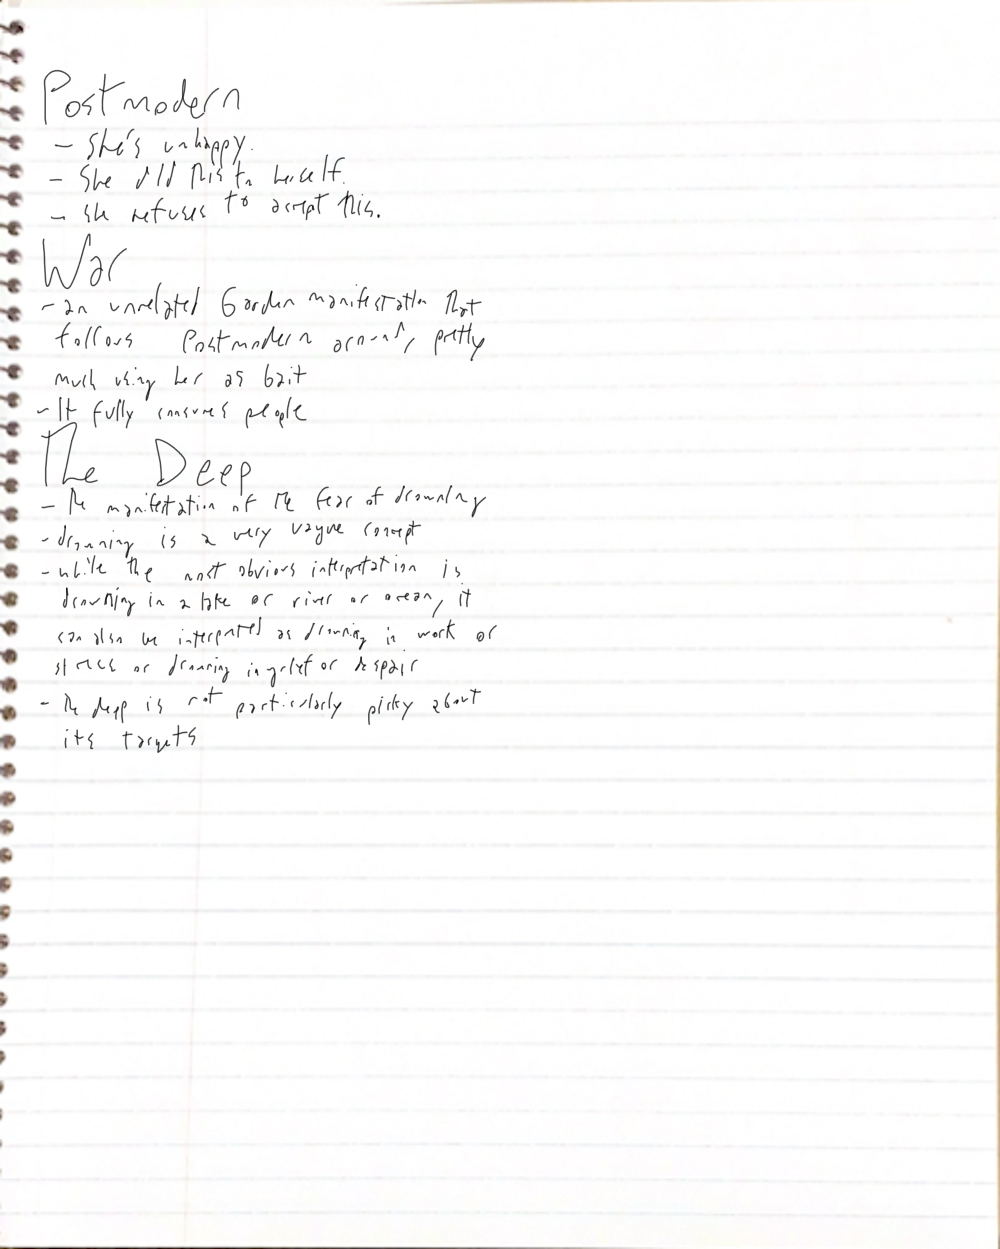 Postmodern
- She's unhappy.
- She did this to herself.
- she refuses to accept this.
War
- an unrelated Garden manifestation that
follows Postmodern around, pretty
much using her as bait
- It fully consumes people
The Deep
- The manifestation of the fear of drowning
- drowning is a very vague concept
- while the most obvious interpretation is
drowning in a lake or river or ocean, it
can also be interpreted as drowning in work or
stress or drowning in grief or despair
- The deep is not particularly picky about
its targets